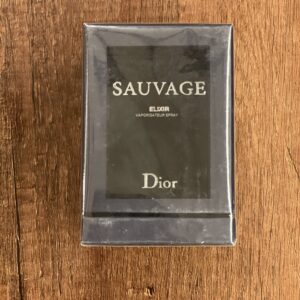 SAUVAGE
ELIXIR
VAPORISATEUR SPRAY
Dior